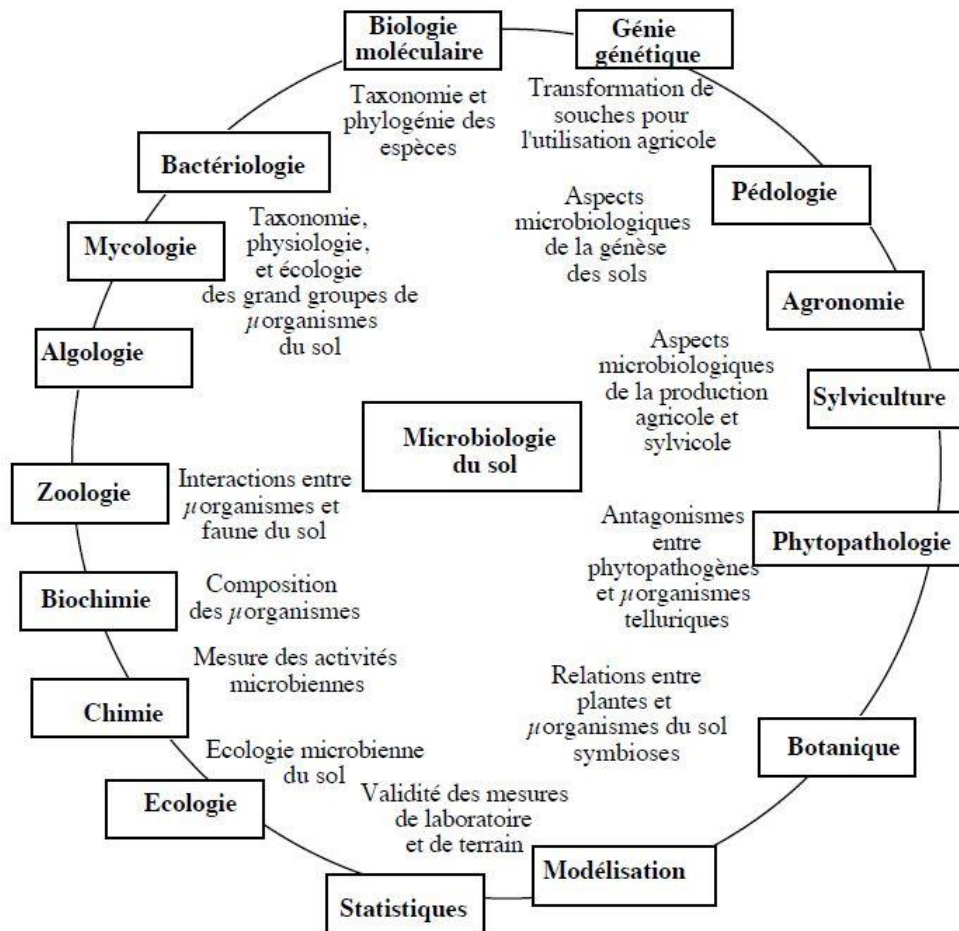 Biologie
moléculaire
Génie
génétique
Taxonomie et
phylogénie des
espèces
Transformation de
souches pour
l'utilisation agricole
Bactériologie
Pédologie
Mycologie
Taxonomie,
physiologie,
et écologie
des grand groupes de
µorganismes
du sol
Aspects
microbiologiques
de la génèse
des sols
Agronomie
Algologie
Aspects
microbiologiques
de la production
agricole et
sylvicole
Sylviculture
Microbiologie
du sol
Zoologie
Interactions entre
µorganismes et
faune du sol
Antagonismes
entre
phytopathogènes
et µorganismes
telluriques
Phytopathologie
Biochimie
Composition
des µorganismes
Mesure des activités
microbiennes
Chimie
Relations entre
plantes et
µorganismes du sol
symbioses
Botanique
Ecologie microbienne
du sol
Ecologie
Validité des mesures
de laboratoire
et de terrain
Modélisation
Statistiques